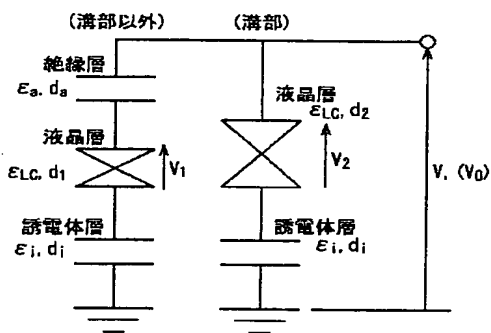 (溝部以外)
(溝部)
絶縁層
εa, da
液晶層
εLC, d1
V1
誘電体層
εi, di
液晶層
εLC, d2
V2
誘電体層
εi, di
V, (V0)